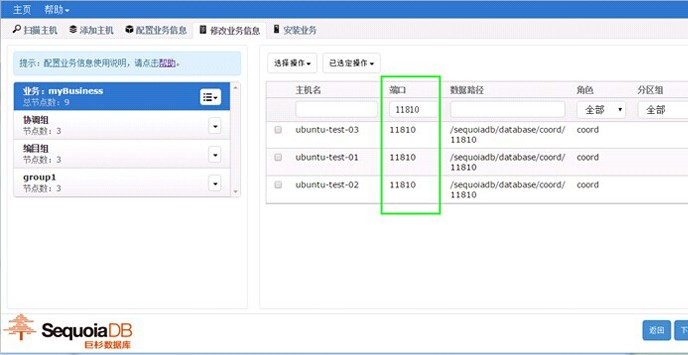 主页 帮助
扫描主机 添加主机 配置业务信息 修改业务信息 安装业务
提示：配置业务信息使用说明，请点击帮助。
业务：myBusiness
总节点数：9
协调组
节点数：3
编目组
节点数：3
group1
节点数：3
选择操作 已选定操作
主机名 端口 数据路径 角色 分区组
11810 全部 全部
ubuntu-test-03 11810 /sequoiadb/database/coord/ coord
11810
ubuntu-test-01 11810 /sequoiadb/database/coord/ coord
11810
ubuntu-test-02 11810 /sequoiadb/database/coord/ coord
11810
SequoiaDB
巨杉数据库
返回 下